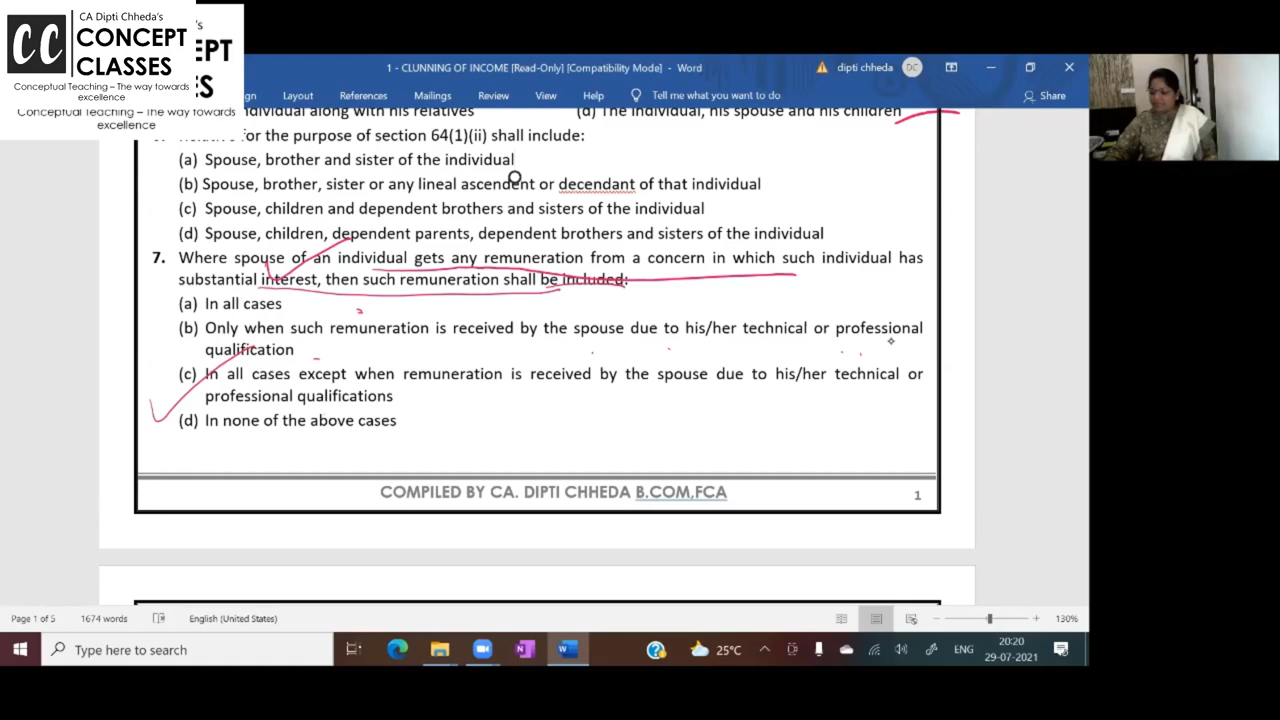 CA Dipti Chheda's
CC
CONCEPT
CLASSES
Conceptual Teaching – The way towards
excellence
's
EPT
ES
Conceptual Teaching – The way towards
excellence
1 - CLUNNING OF INCOME [Read-Only] [Compatibility Mode] - Word
dipti chheda
DC
Layout
References
Mailings
Review
View
Help
Tell me what you want to do
Share
individual along with his relatives
(d) The individual, his spouse and his children
for the purpose of section 64(1)(ii) shall include:
(a) Spouse, brother and sister of the individual
(b) Spouse, brother, sister or any lineal ascendent or decendant of that individual
(c) Spouse, children and dependent brothers and sisters of the individual
(d) Spouse, children, dependent parents, dependent brothers and sisters of the individual
7. Where spouse of an individual gets any remuneration from a concern in which such individual has
substantial interest, then such remuneration shall be included:
(a) In all cases
(b) Only when such remuneration is received by the spouse due to his/her technical or professional
qualification
(c) In all cases except when remuneration is received by the spouse due to his/her technical or
professional qualifications
(d) In none of the above cases
COMPILED BY CA. DIPTI CHHEDA B.COM,FCA
1
Page 1 of 5
1674 words
English (United States)
130%
Type here to search
25°C
ENG
20:20
29-07-2021